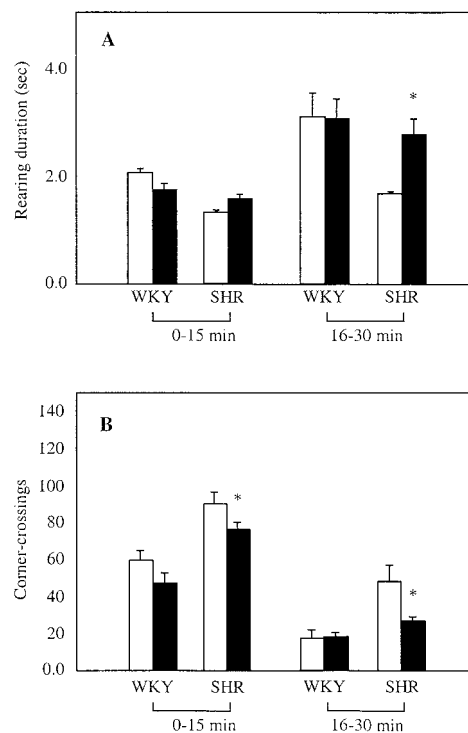 A
Rearing duration (sec)
4.0
2.0
0.0
*
WKY SHR WKY SHR
0-15 min 16-30 min
B
Corner-crossings
140
120
100
80
60
40
20
0.0
*
*
WKY SHR WKY SHR
0-15 min 16-30 min